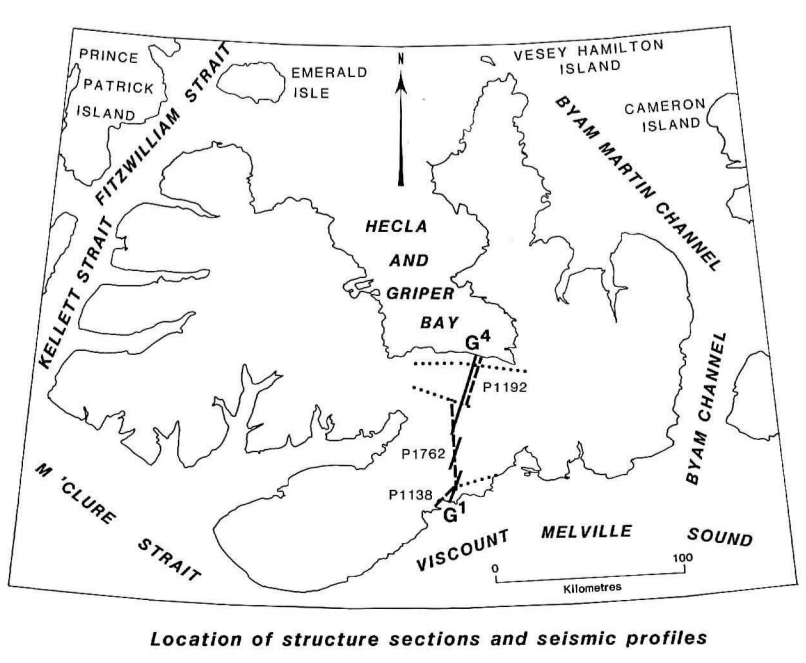 PRINCE
PATRICK
ISLAND
FITZWILLIAM STRAIT
EMERALD
ISLE
N
VESEY HAMILTON
ISLAND
CAMERON
ISLAND
BYAM MARTIN CHANNEL
KELLETT STRAIT
HECLA
AND
GRIPER
BAY
G4
P1192
BYAM CHANNEL
P1762
P1138
G1
M'CLURE
STRAIT
VISCOUNT MELVILLE SOUND
0 100
Kilometres
Location of structure sections and seismic profiles